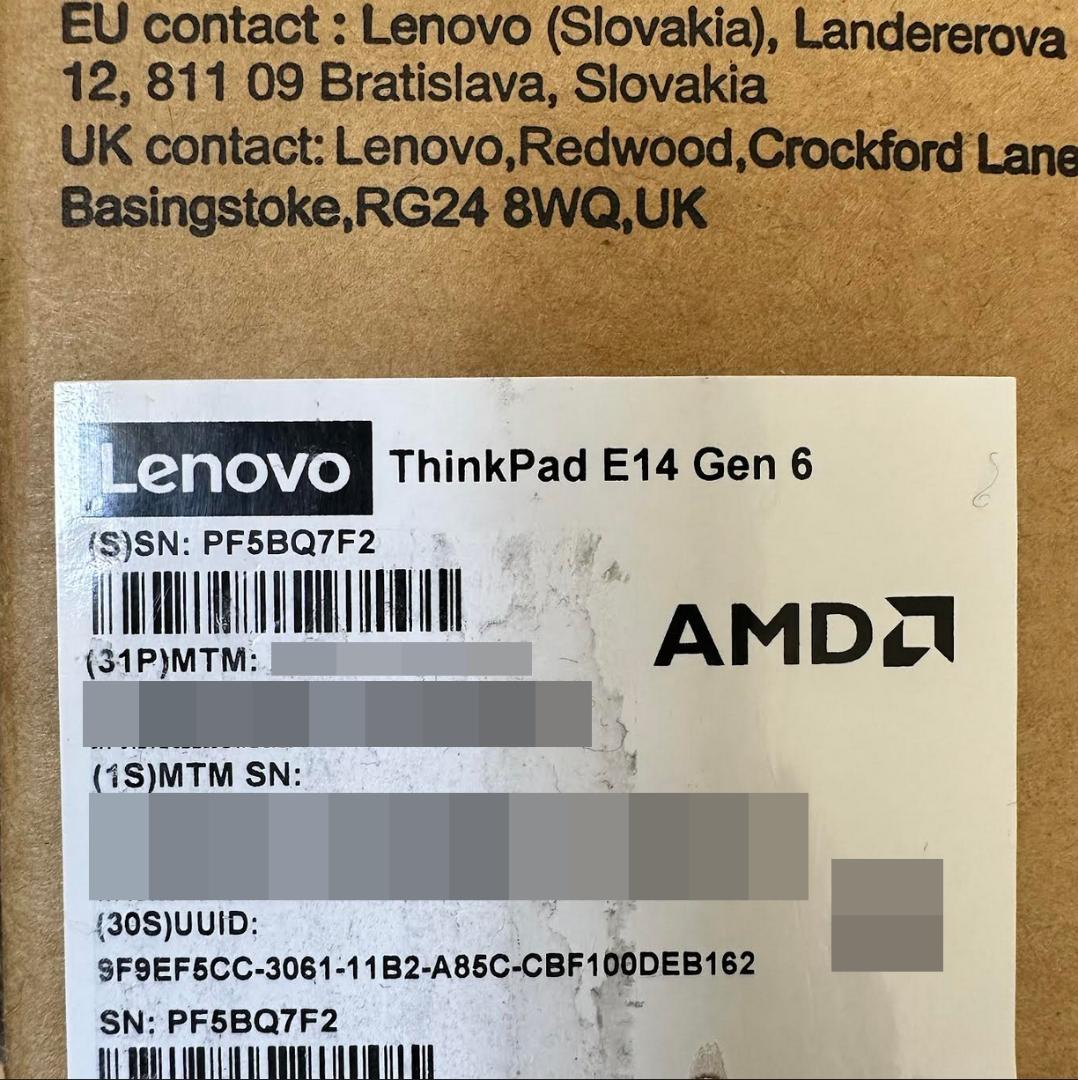 EU contact : Lenovo (Slovakia), Landererova
12, 811 09 Bratislava, Slovakia
UK contact: Lenovo,Redwood,Crockford Lane
Basingstoke,RG24 8WQ,UK
Lenovo ThinkPad E14 Gen 6
(S)SN: PF5BQ7F2
AMD
(31P)MTM:
(1S)MTM SN:
(30S)UUID:
9F9EF5CC-3061-11B2-A85C-CBF100DEB162
SN: PF5BQ7F2